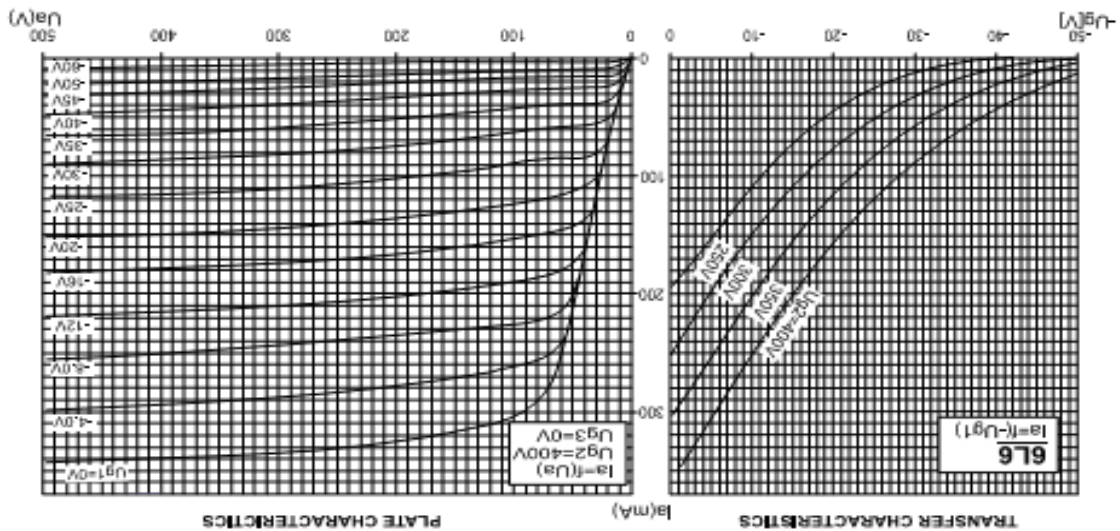 TRANSFER CHARACTERISTICS
Ia(mA)
PLATE CHARACTERICTICS
6L6
Ia=f(-Ug1)
300
Ia=f(Ua)
Ug2=400V
Ug3=0V
Ug1=0V
-4.0V
-8.0V
-12V
-16V
-20V
-25V
-30V
-35V
-40V
-45V
-50V
-60V
Ug2=400V
350V
300V
250V
200
100
0
-50
-40
-30
-20
-10
0
-Ug[V]
0
100
200
300
400
500
Ua(V)